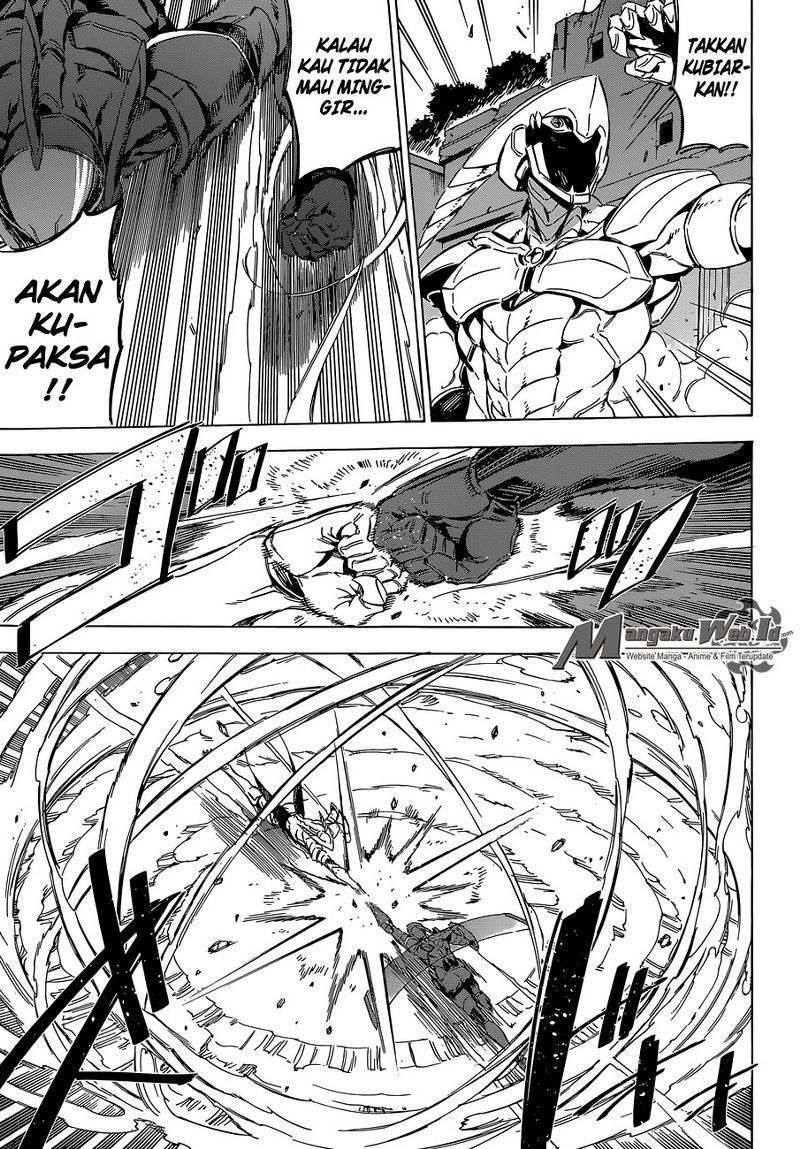 TAKKAN
KUBIAR-
KAN!!
KALAU
KAU TIDAK
MAU MING-
GIR...
AKAN
KU-
PAKSA
!!
Mangaku.Web.Id
.com
Website Manga - Anime & Film Terupdate